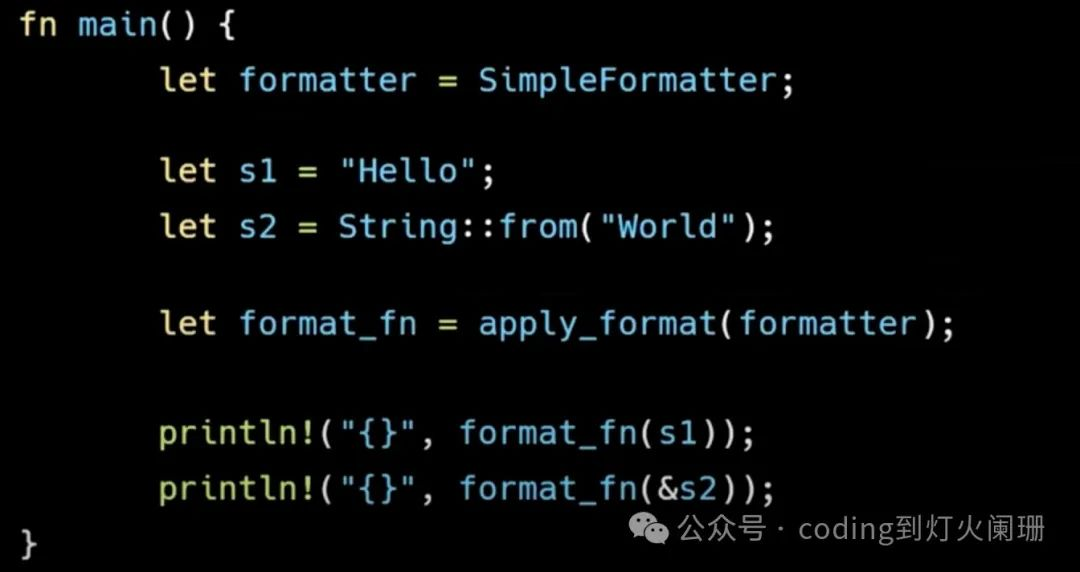 fn main() {
let formatter = SimpleFormatter;
let s1 = "Hello";
let s2 = String::from("World");
let format_fn = apply_format(formatter);
println!("{}", format_fn(s1));
println!("{}", format_fn(&s2));
}
公众号 · coding到灯火阑珊